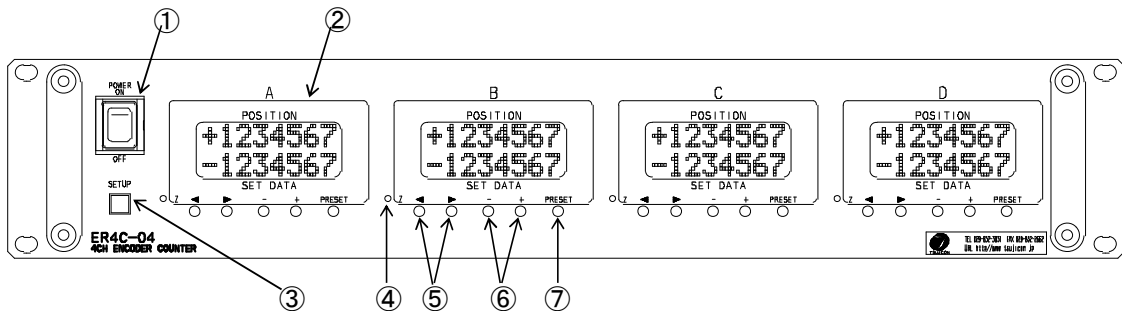 ① ②
POWER
ON
OFF
SETUP
A B C D
POSITION POSITION POSITION POSITION
+1234567 +1234567 +1234567 +1234567
-1234567 -1234567 -1234567 -1234567
SET DATA SET DATA SET DATA SET DATA
Z ◀ ▶ - + PRESET Z ◀ ▶ - + PRESET Z ◀ ▶ - + PRESET Z ◀ ▶ - + PRESET
ER4C-04
4CH ENCODER COUNTER
TSUJICON
③ ④ ⑤ ⑥ ⑦